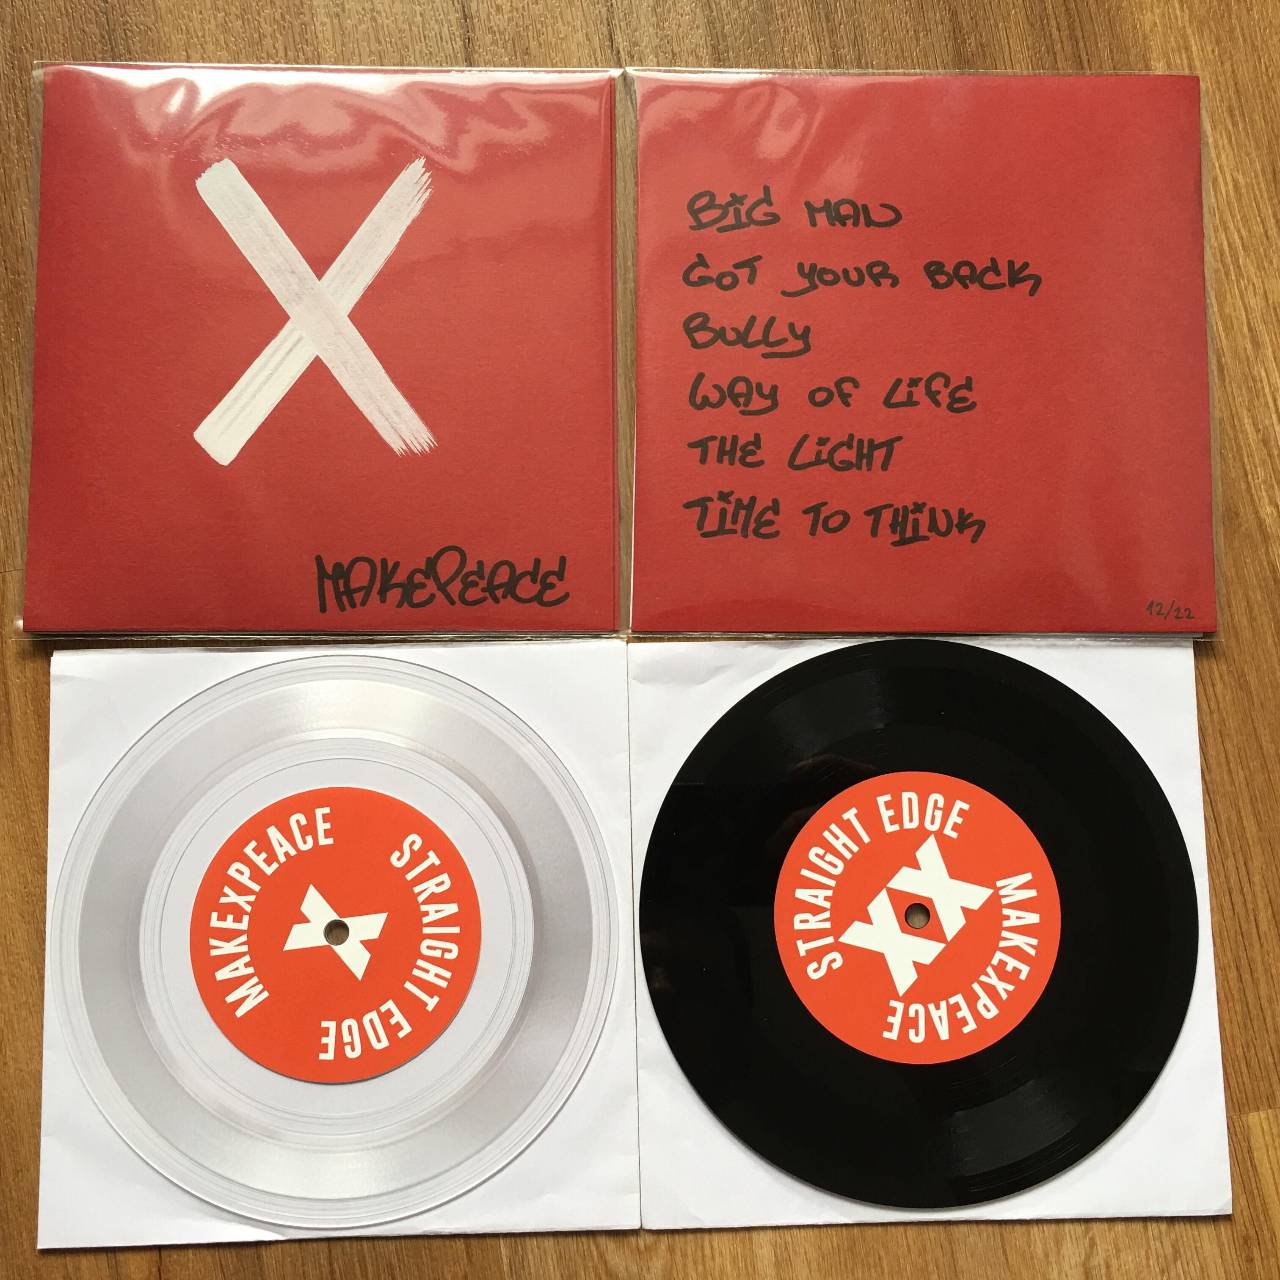 X
MAKEPEACE
BIG MAN
GOT YOUR BACK
BULLY
WAY OF LIFE
THE LIGHT
TIME TO THINK
12/22
MAKEXPEACE
STRAIGHT EDGE
X
STRAIGHT EDGE
MAKEXPEACE
XX